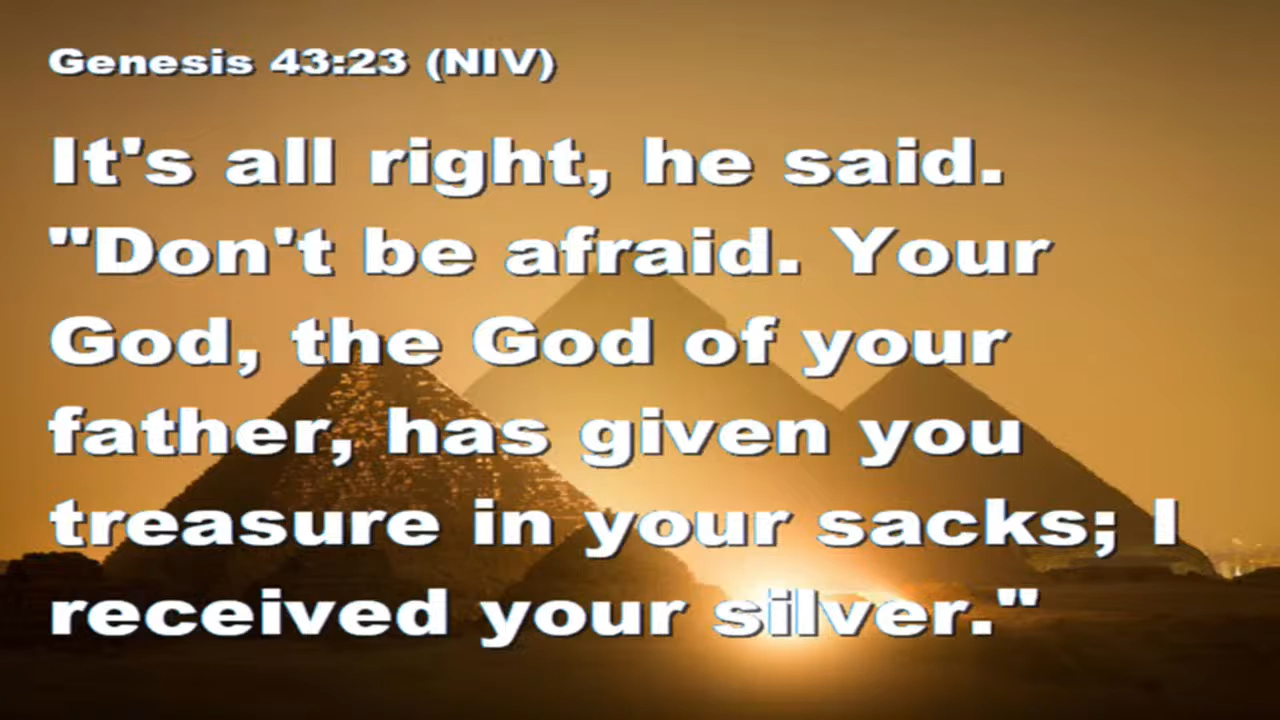 Genesis 43:23 (NIV)
It's all right, he said.
"Don't be afraid. Your
God, the God of your
father, has given you
treasure in your sacks; I
received your silver."